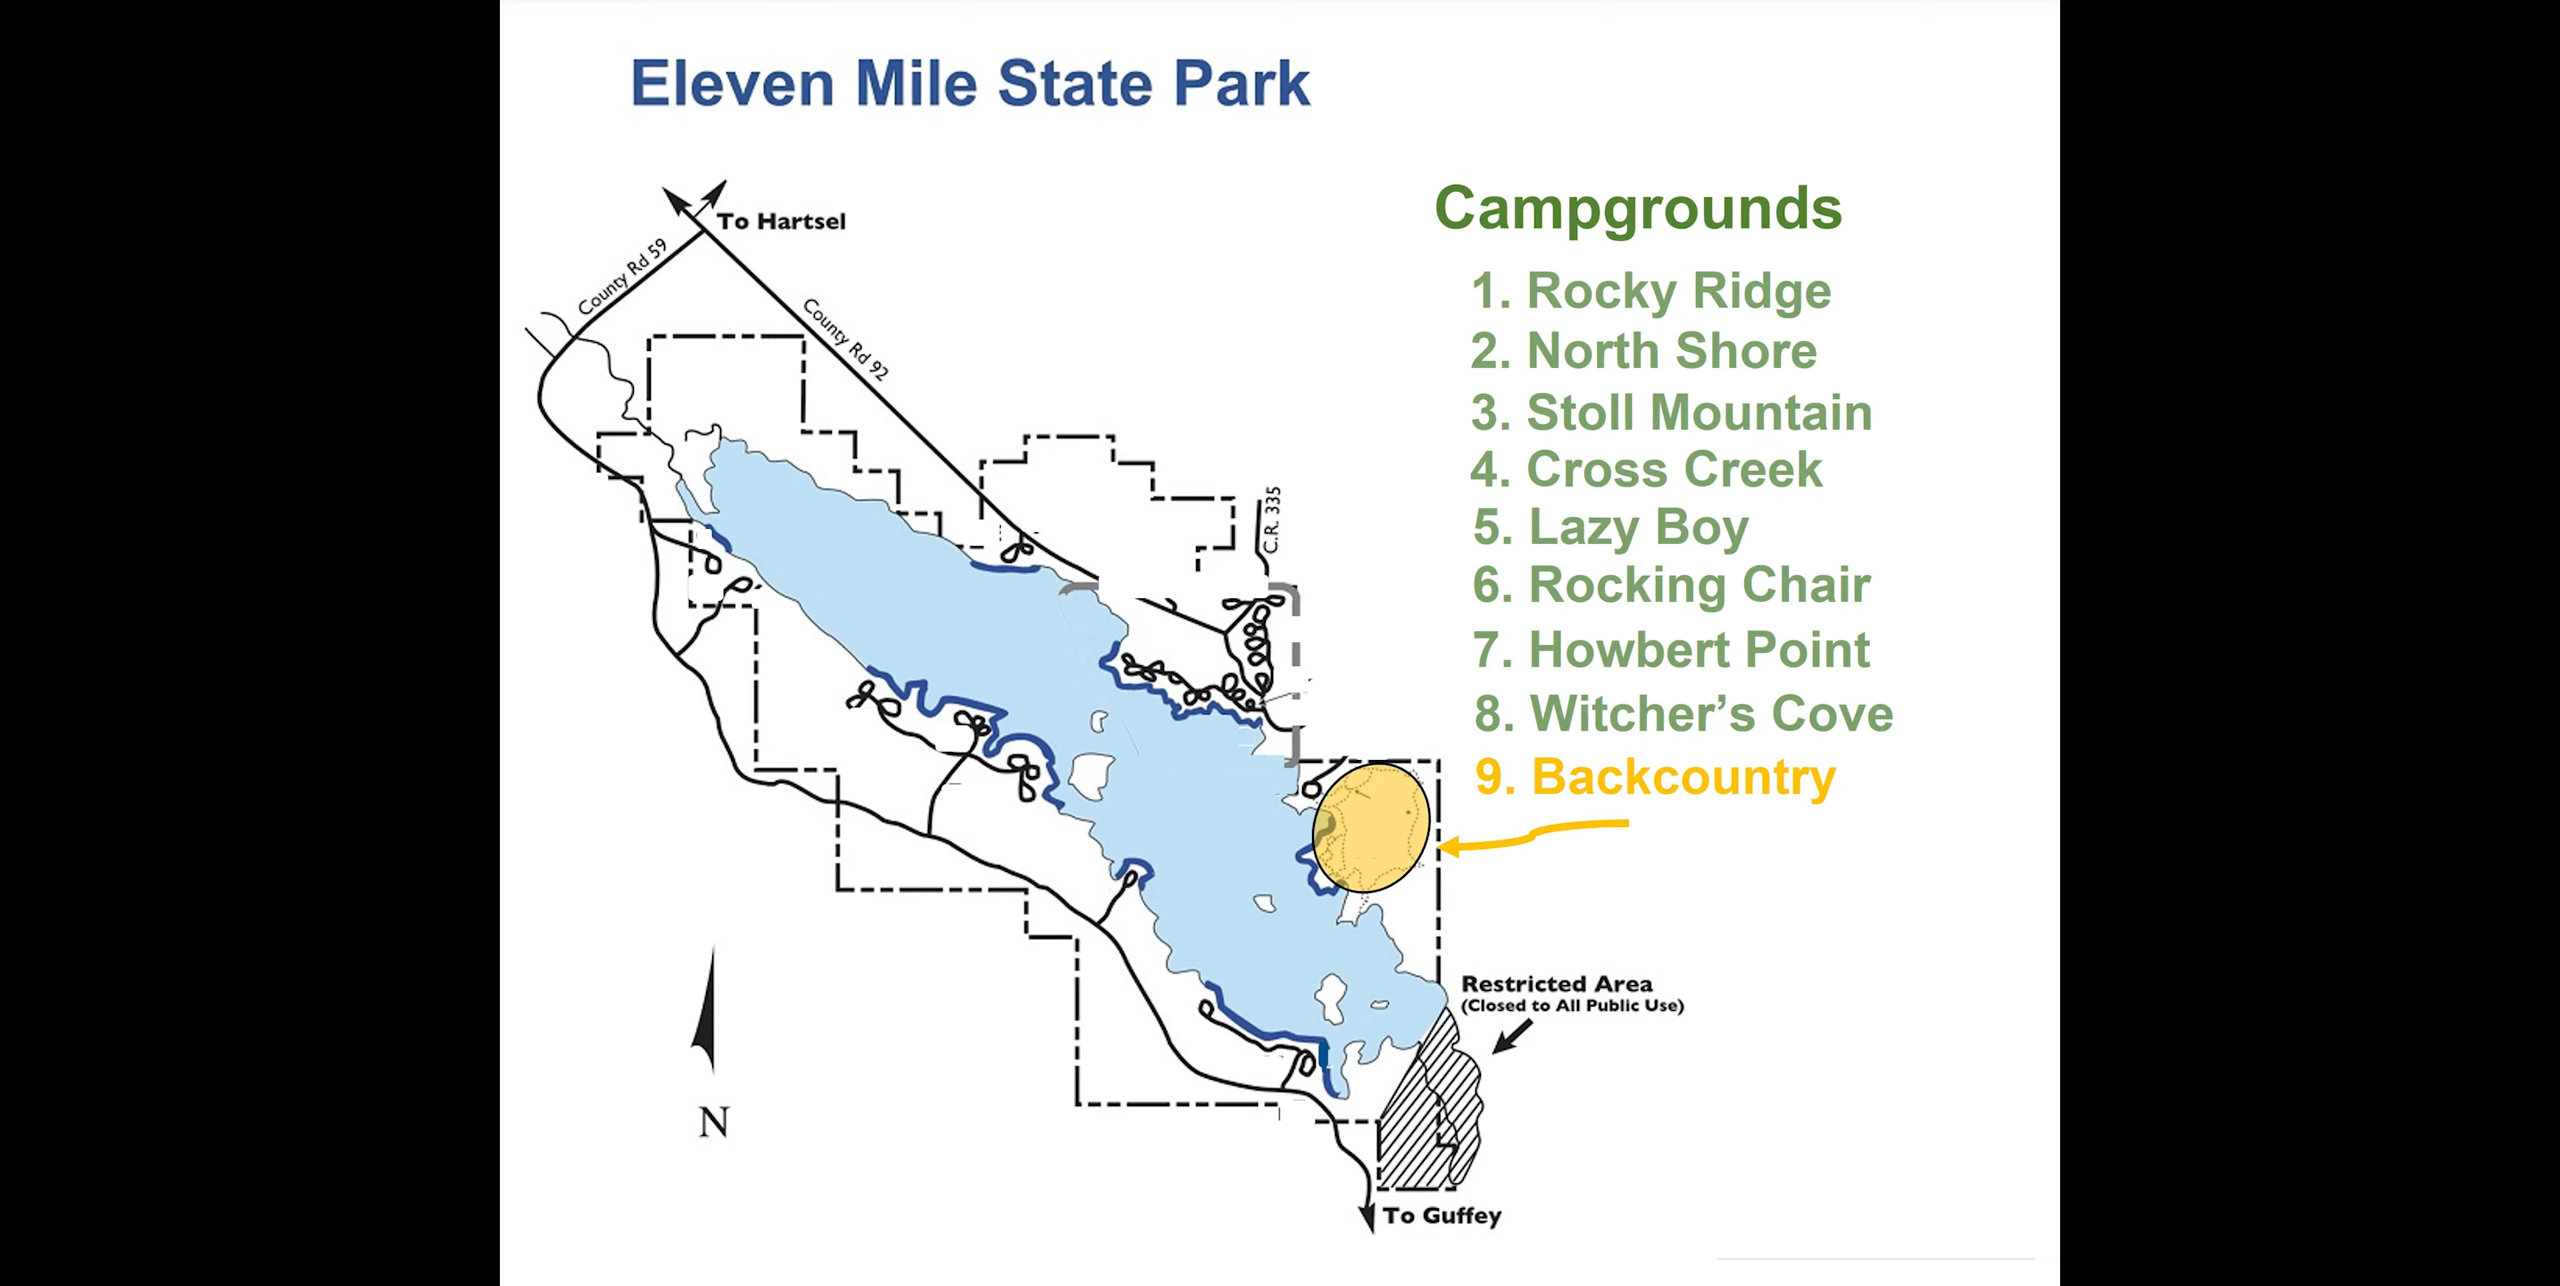 Eleven Mile State Park
To Hartsel
County Rd 59
County Rd 92
C.R. 335
Campgrounds
1. Rocky Ridge
2. North Shore
3. Stoll Mountain
4. Cross Creek
5. Lazy Boy
6. Rocking Chair
7. Howbert Point
8. Witcher’s Cove
9. Backcountry
Restricted Area
(Closed to All Public Use)
N
To Guffey